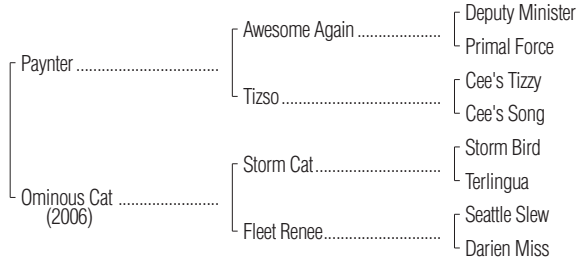 Deputy Minister
Awesome Again ....................
Primal Force
Paynter ..................................
Cee's Tizzy
Tizso ......................................
Cee's Song
Storm Bird
Storm Cat..............................
Terlingua
Ominous Cat ........................
(2006)
Seattle Slew
Fleet Renee............................
Darien Miss